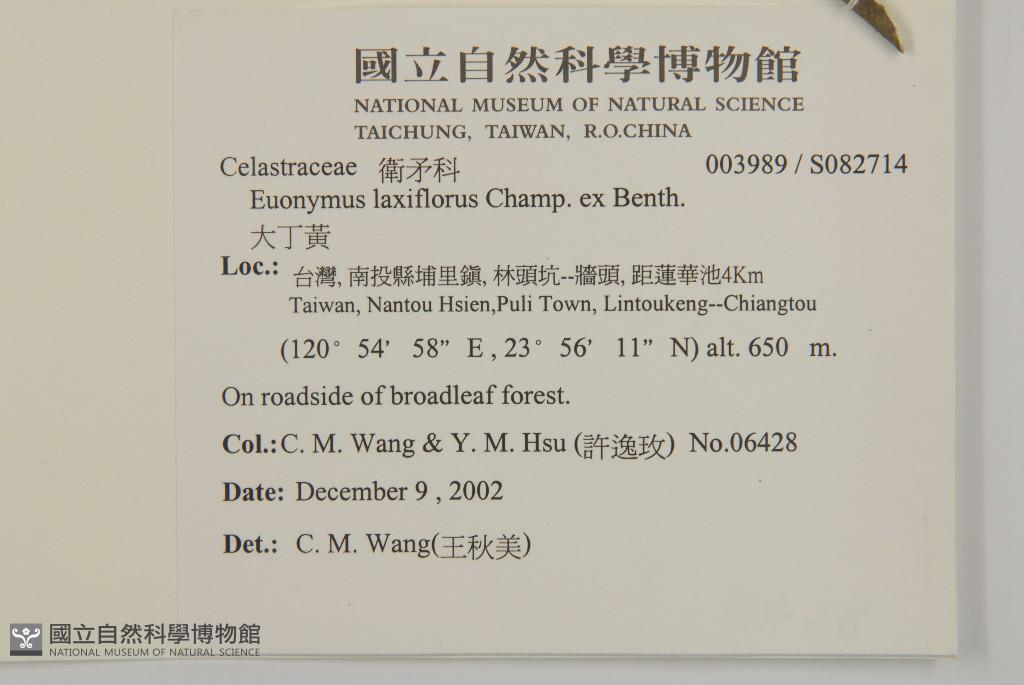 國立自然科學博物館
NATIONAL MUSEUM OF NATURAL SCIENCE
TAICHUNG, TAIWAN, R.O.CHINA
Celastraceae 衛矛科 003989 / S082714
Euonymus laxiflorus Champ. ex Benth.
大丁黃
Loc.: 台灣, 南投縣埔里鎮, 林頭坑--牆頭, 距蓮華池4Km
Taiwan, Nantou Hsien,Puli Town, Lintoukeng--Chiangtou
(120° 54’ 58” E , 23° 56’ 11” N) alt. 650 m.
On roadside of broadleaf forest.
Col.: C. M. Wang & Y. M. Hsu (許逸玫) No.06428
Date: December 9 , 2002
Det.: C. M. Wang(王秋美)
國立自然科學博物館
NATIONAL MUSEUM OF NATURAL SCIENCE